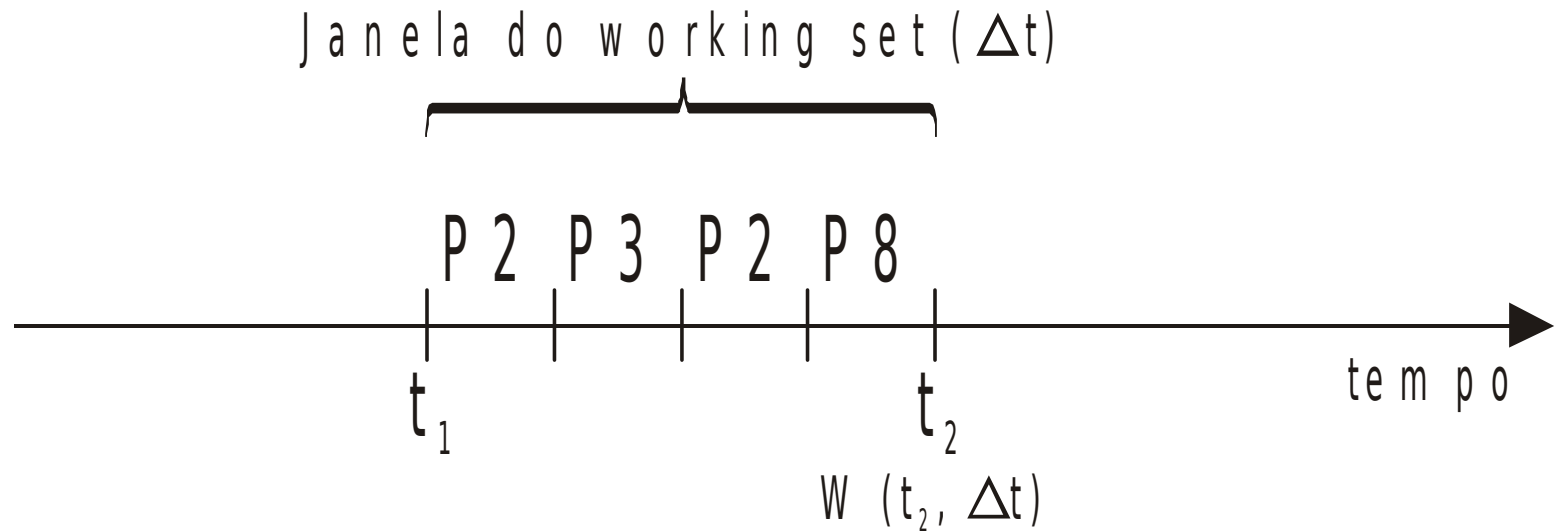 Janela do working set (Δt)
P2 P3 P2 P8
t₁ t₂
tempo
W (t₂, Δt)